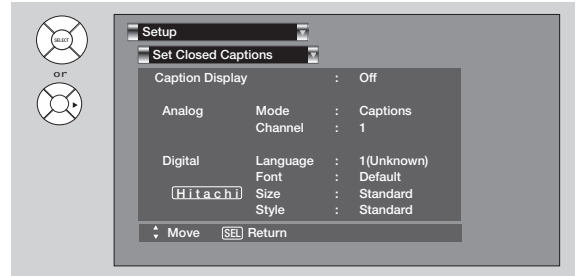 SELECT
or
Setup
Set Closed Captions
Caption Display : Off
Analog Mode : Captions
Channel : 1
Digital Language : 1(Unknown)
Font : Default
Hitachi Size : Standard
Style : Standard
Move SEL Return